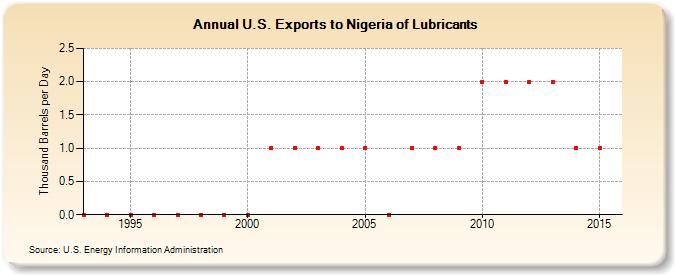 Annual U.S. Exports to Nigeria of Lubricants
Thousand Barrels per Day
2.5
2.0
1.5
1.0
0.5
0.0
1995 2000 2005 2010 2015
Source: U.S. Energy Information Administration